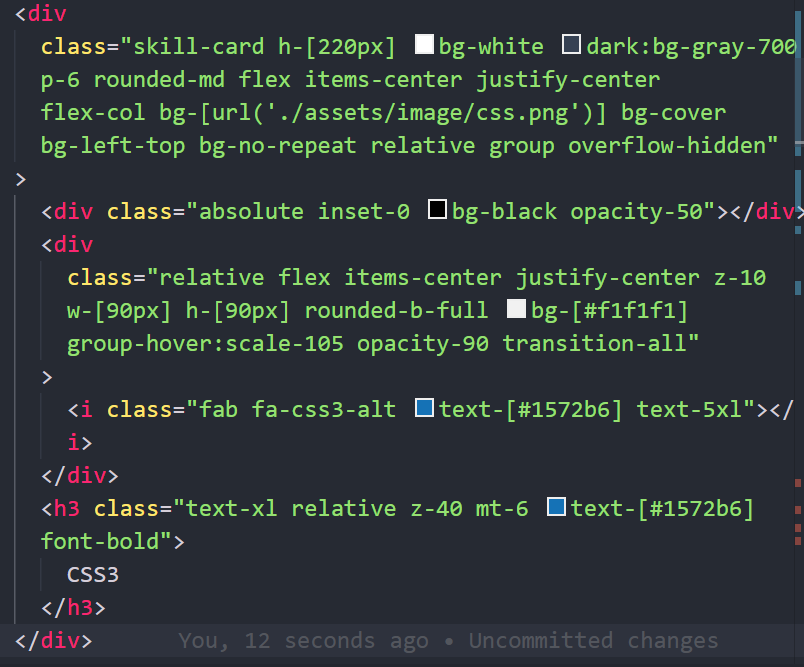 <div
class="skill-card h-[220px] bg-white dark:bg-gray-700
p-6 rounded-md flex items-center justify-center
flex-col bg-[url('./assets/image/css.png')] bg-cover
bg-left-top bg-no-repeat relative group overflow-hidden"
>
<div class="absolute inset-0 bg-black opacity-50"></div>
<div
class="relative flex items-center justify-center z-10
w-[90px] h-[90px] rounded-b-full bg-[#f1f1f1]
group-hover:scale-105 opacity-90 transition-all"
>
<i class="fab fa-css3-alt text-[#1572b6] text-5xl"></
i>
</div>
<h3 class="text-xl relative z-40 mt-6 text-[#1572b6]
font-bold">
CSS3
</h3>
</div> You, 12 seconds ago • Uncommitted changes